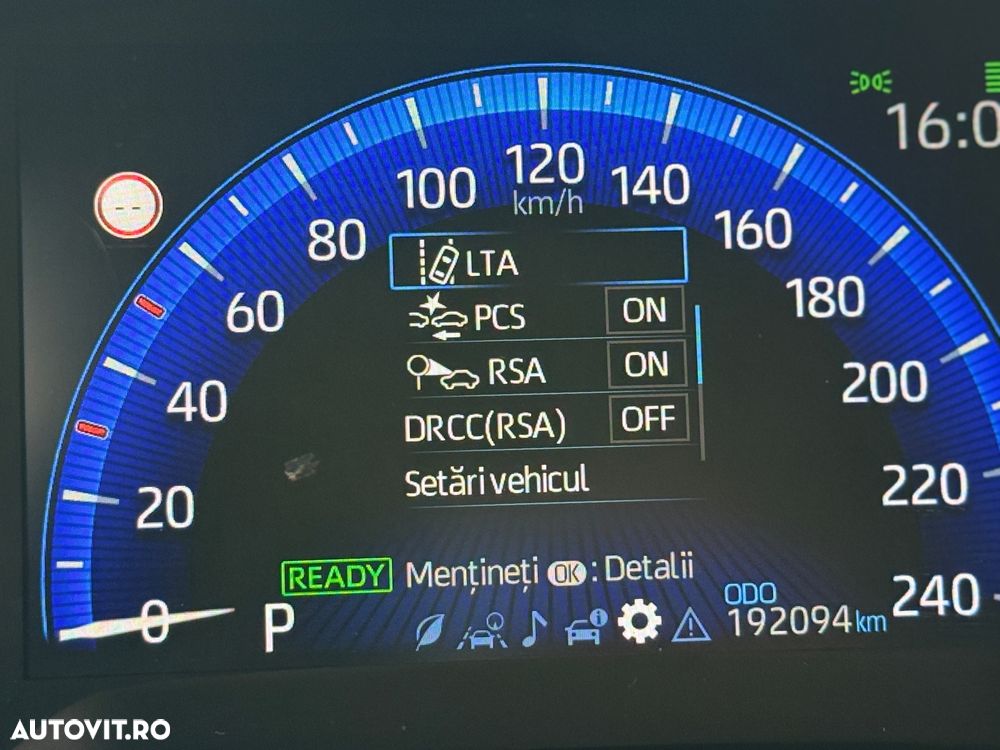 16:0
120
100
140
km/h
80
160
LTA
60
PCS ON
180
RSA ON
40
200
DRCC(RSA) OFF
Setări vehicul
20
220
READY Mențineți OK : Detalii
ODO
240
0
P
192094 km
--
AUTOVIT.RO